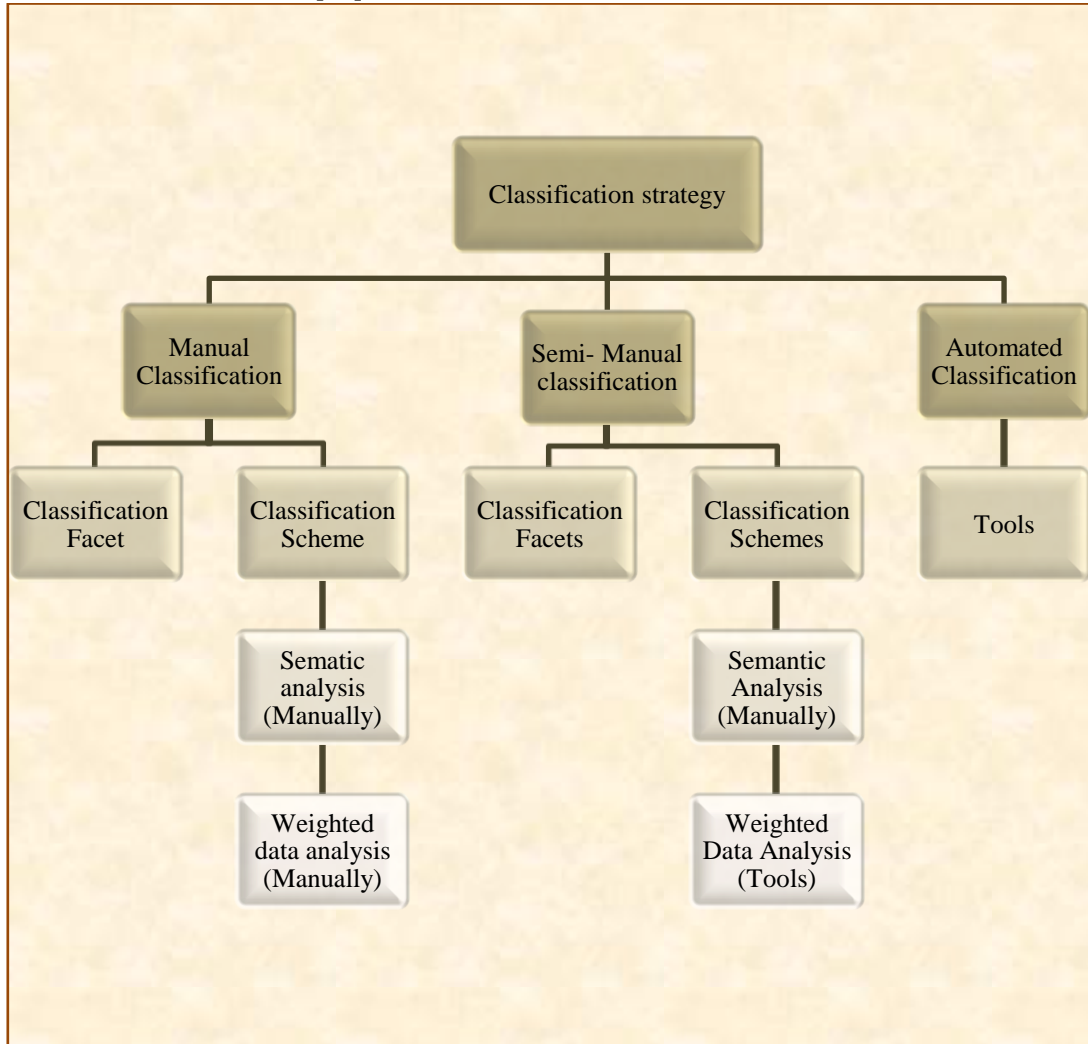 Classification strategy
Manual
Classification
Semi- Manual
classification
Automated
Classification
Classification
Facet
Classification
Scheme
Classification
Facets
Classification
Schemes
Tools
Sematic
analysis
(Manually)
Semantic
Analysis
(Manually)
Weighted
data analysis
(Manually)
Weighted
Data Analysis
(Tools)